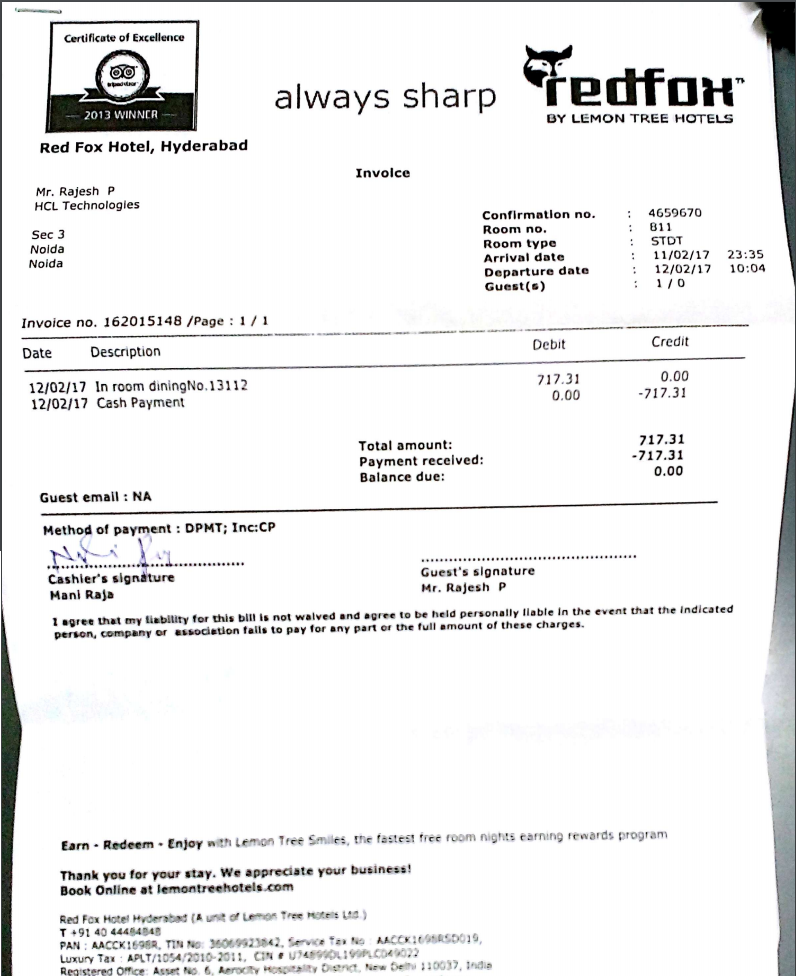 Certificate of Excellence
tripadvisor
2013 WINNER
always sharp
redfox™
BY LEMON TREE HOTELS
Red Fox Hotel, Hyderabad
Invoice
Mr. Rajesh P
HCL Technologies
Sec 3
Noida
Noida
Confirmation no. : 4659670
Room no. : 811
Room type : STDT
Arrival date : 11/02/17 23:35
Departure date : 12/02/17 10:04
Guest(s) : 1 / 0
Invoice no. 162015148 /Page : 1 / 1
Date Description Debit Credit
12/02/17 In room diningNo.13112 717.31 0.00
12/02/17 Cash Payment 0.00 -717.31
Total amount: 717.31
Payment received: -717.31
Balance due: 0.00
Guest email : NA
Method of payment : DPMT; Inc:CP
Cashier's signature
Mani Raja
Guest's signature
Mr. Rajesh P
I agree that my liability for this bill is not waived and agree to be held personally liable in the event that the indicated
person, company or association fails to pay for any part or the full amount of these charges.
Earn - Redeem - Enjoy with Lemon Tree Smiles, the fastest free room nights earning rewards program
Thank you for your stay. We appreciate your business!
Book Online at lemontreehotels.com
Red Fox Hotel Hyderabad (A unit of Lemon Tree Hotels Ltd.)
T +91 40 44484848
PAN : AACCK1698R, TIN No: 36069923842, Service Tax No : AACCK1698RSD019,
Luxury Tax : APLT/1054/2010-2011, CIN # U74899DL199PLC049022
Registered Office: Asset No. 6, Aerocity Hospitality District, New Delhi 110037, India